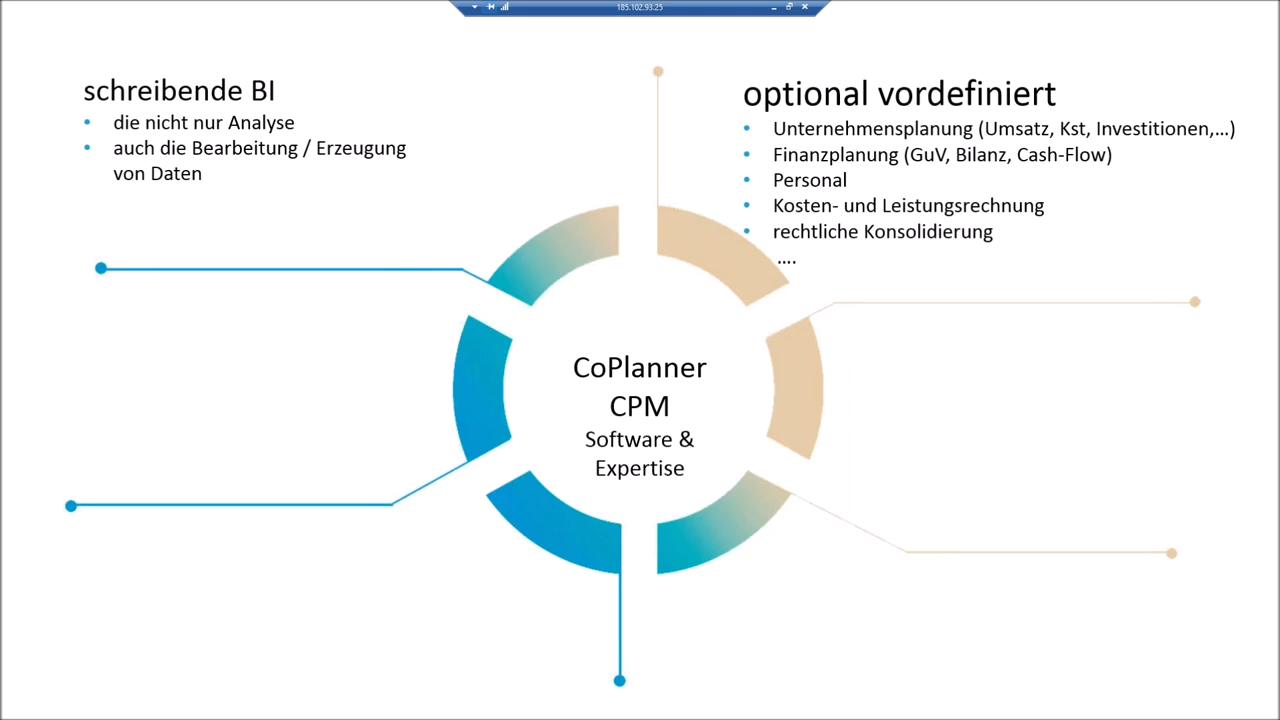 185.102.93.25
schreibende BI
• die nicht nur Analyse
• auch die Bearbeitung / Erzeugung
von Daten
optional vordefiniert
• Unternehmensplanung (Umsatz, Kst, Investitionen,...)
• Finanzplanung (GuV, Bilanz, Cash-Flow)
• Personal
• Kosten- und Leistungsrechnung
• rechtliche Konsolidierung
....
CoPlanner
CPM
Software &
Expertise